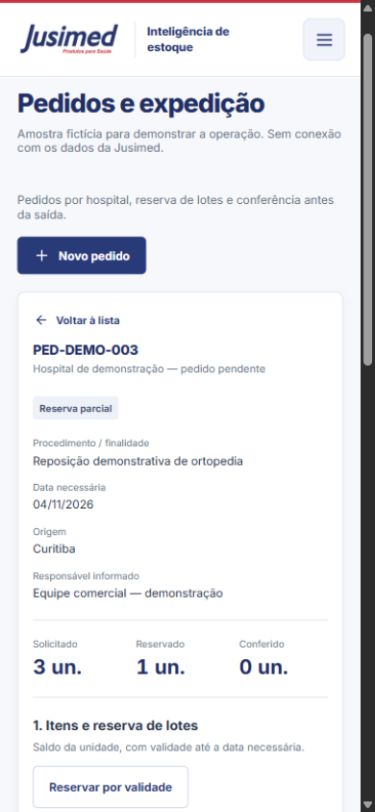 Jusimed
Produtos para Saúde
Inteligência de
estoque
Pedidos e expedição
Amostra fictícia para demonstrar a operação. Sem conexão
com os dados da Jusimed.
Pedidos por hospital, reserva de lotes e conferência antes
da saída.
+ Novo pedido
← Voltar à lista
PED-DEMO-003
Hospital de demonstração — pedido pendente
Reserva parcial
Procedimento / finalidade
Reposição demonstrativa de ortopedia
Data necessária
04/11/2026
Origem
Curitiba
Responsável informado
Equipe comercial — demonstração
Solicitado Reservado Conferido
3 un. 1 un. 0 un.
1. Itens e reserva de lotes
Saldo da unidade, com validade até a data necessária.
Reservar por validade